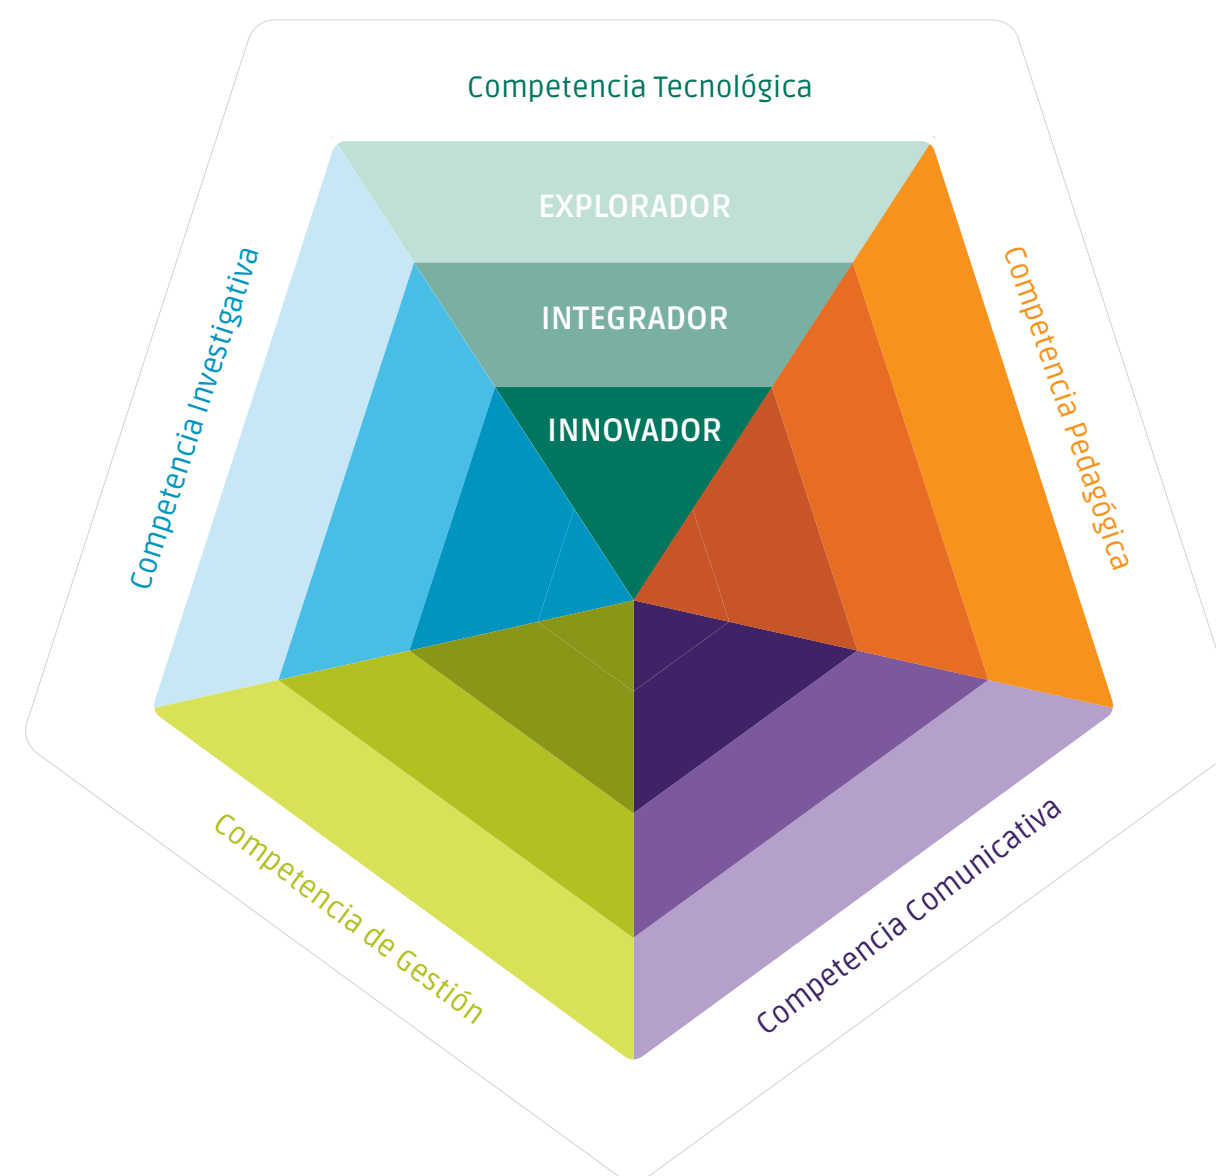 Competencia Tecnológica
EXPLORADOR
INTEGRADOR
INNOVADOR
Competencia Investigativa
Competencia Pedagógica
Competencia de Gestión
Competencia Comunicativa